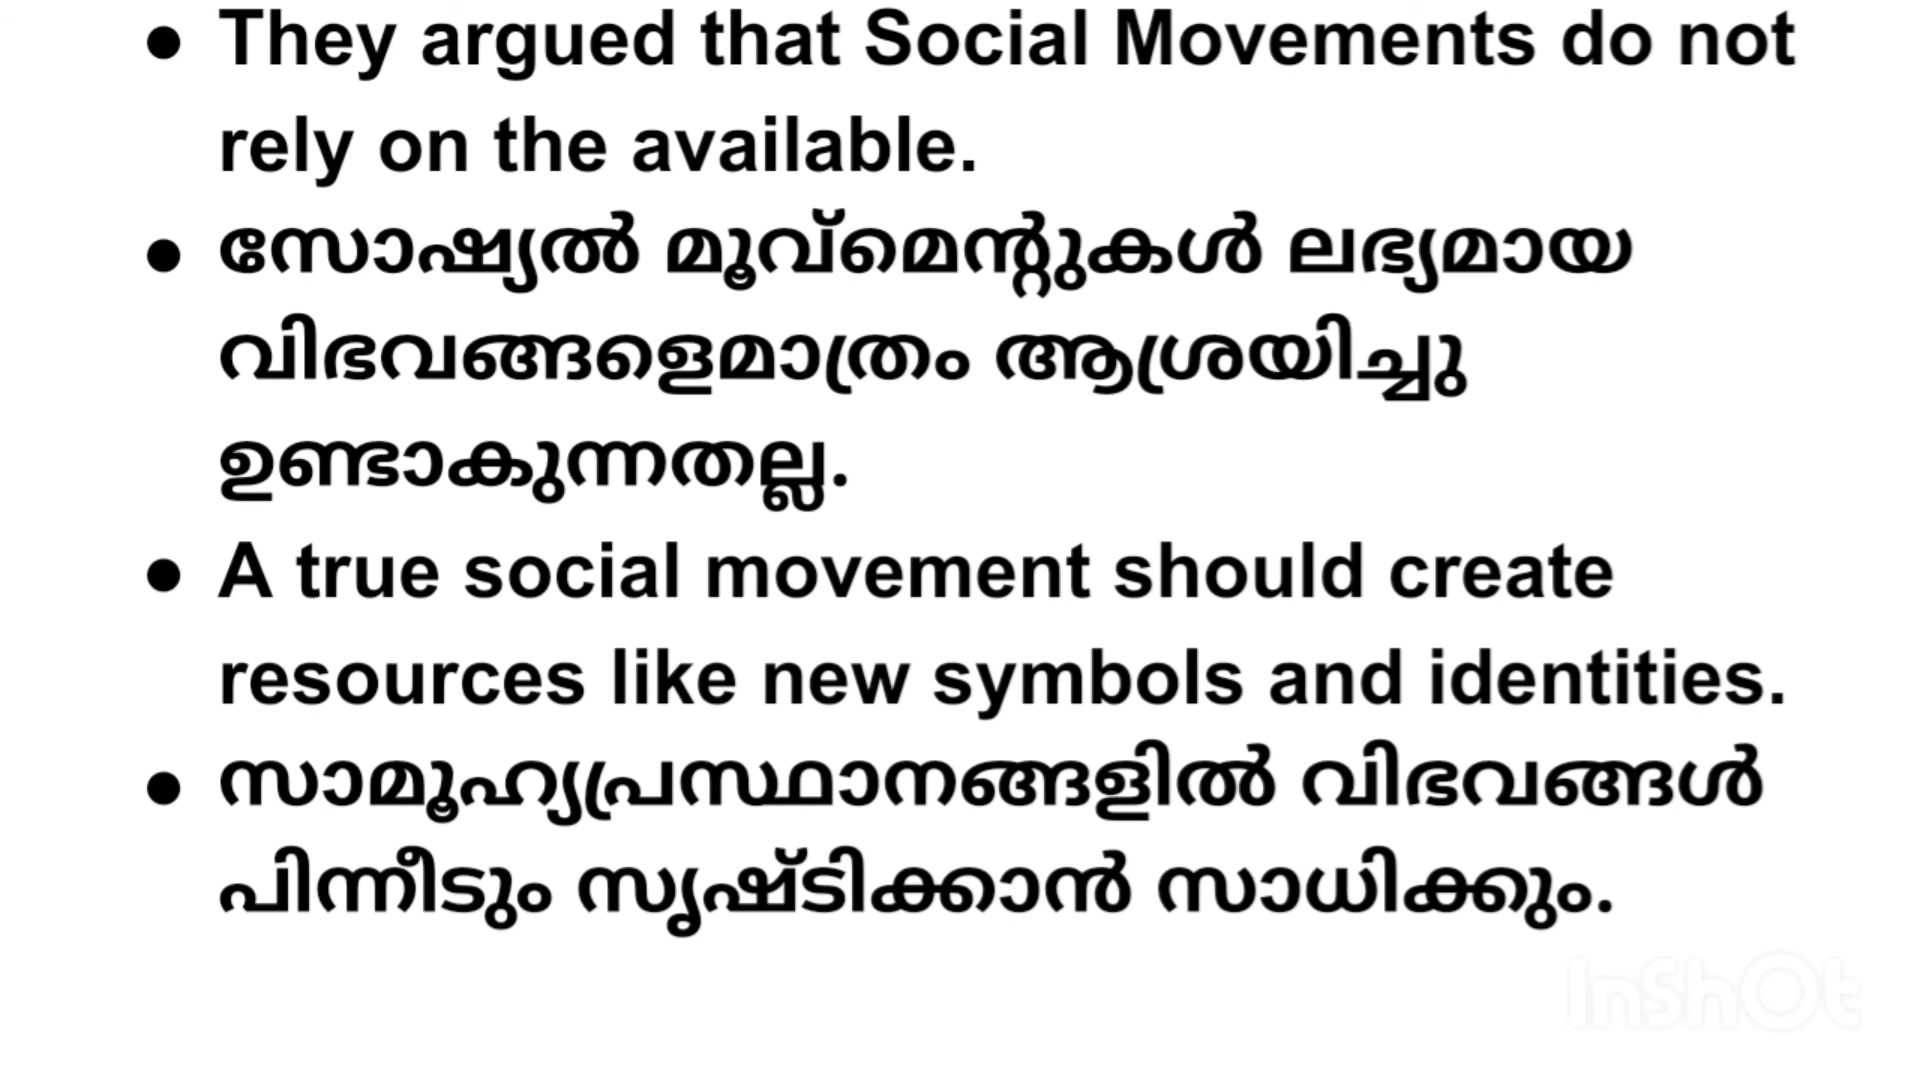 ● They argued that Social Movements do not
rely on the available.
● സോഷ്യൽ മൂവ്മെന്റുകൾ ലഭ്യമായ
വിഭവങ്ങളെമാത്രം ആശ്രയിച്ചു
ഉണ്ടാകുന്നതല്ല.
● A true social movement should create
resources like new symbols and identities.
● സാമൂഹ്യപ്രസ്ഥാനങ്ങളിൽ വിഭവങ്ങൾ
പിന്നീടും സൃഷ്ടിക്കാൻ സാധിക്കും.
InShOt